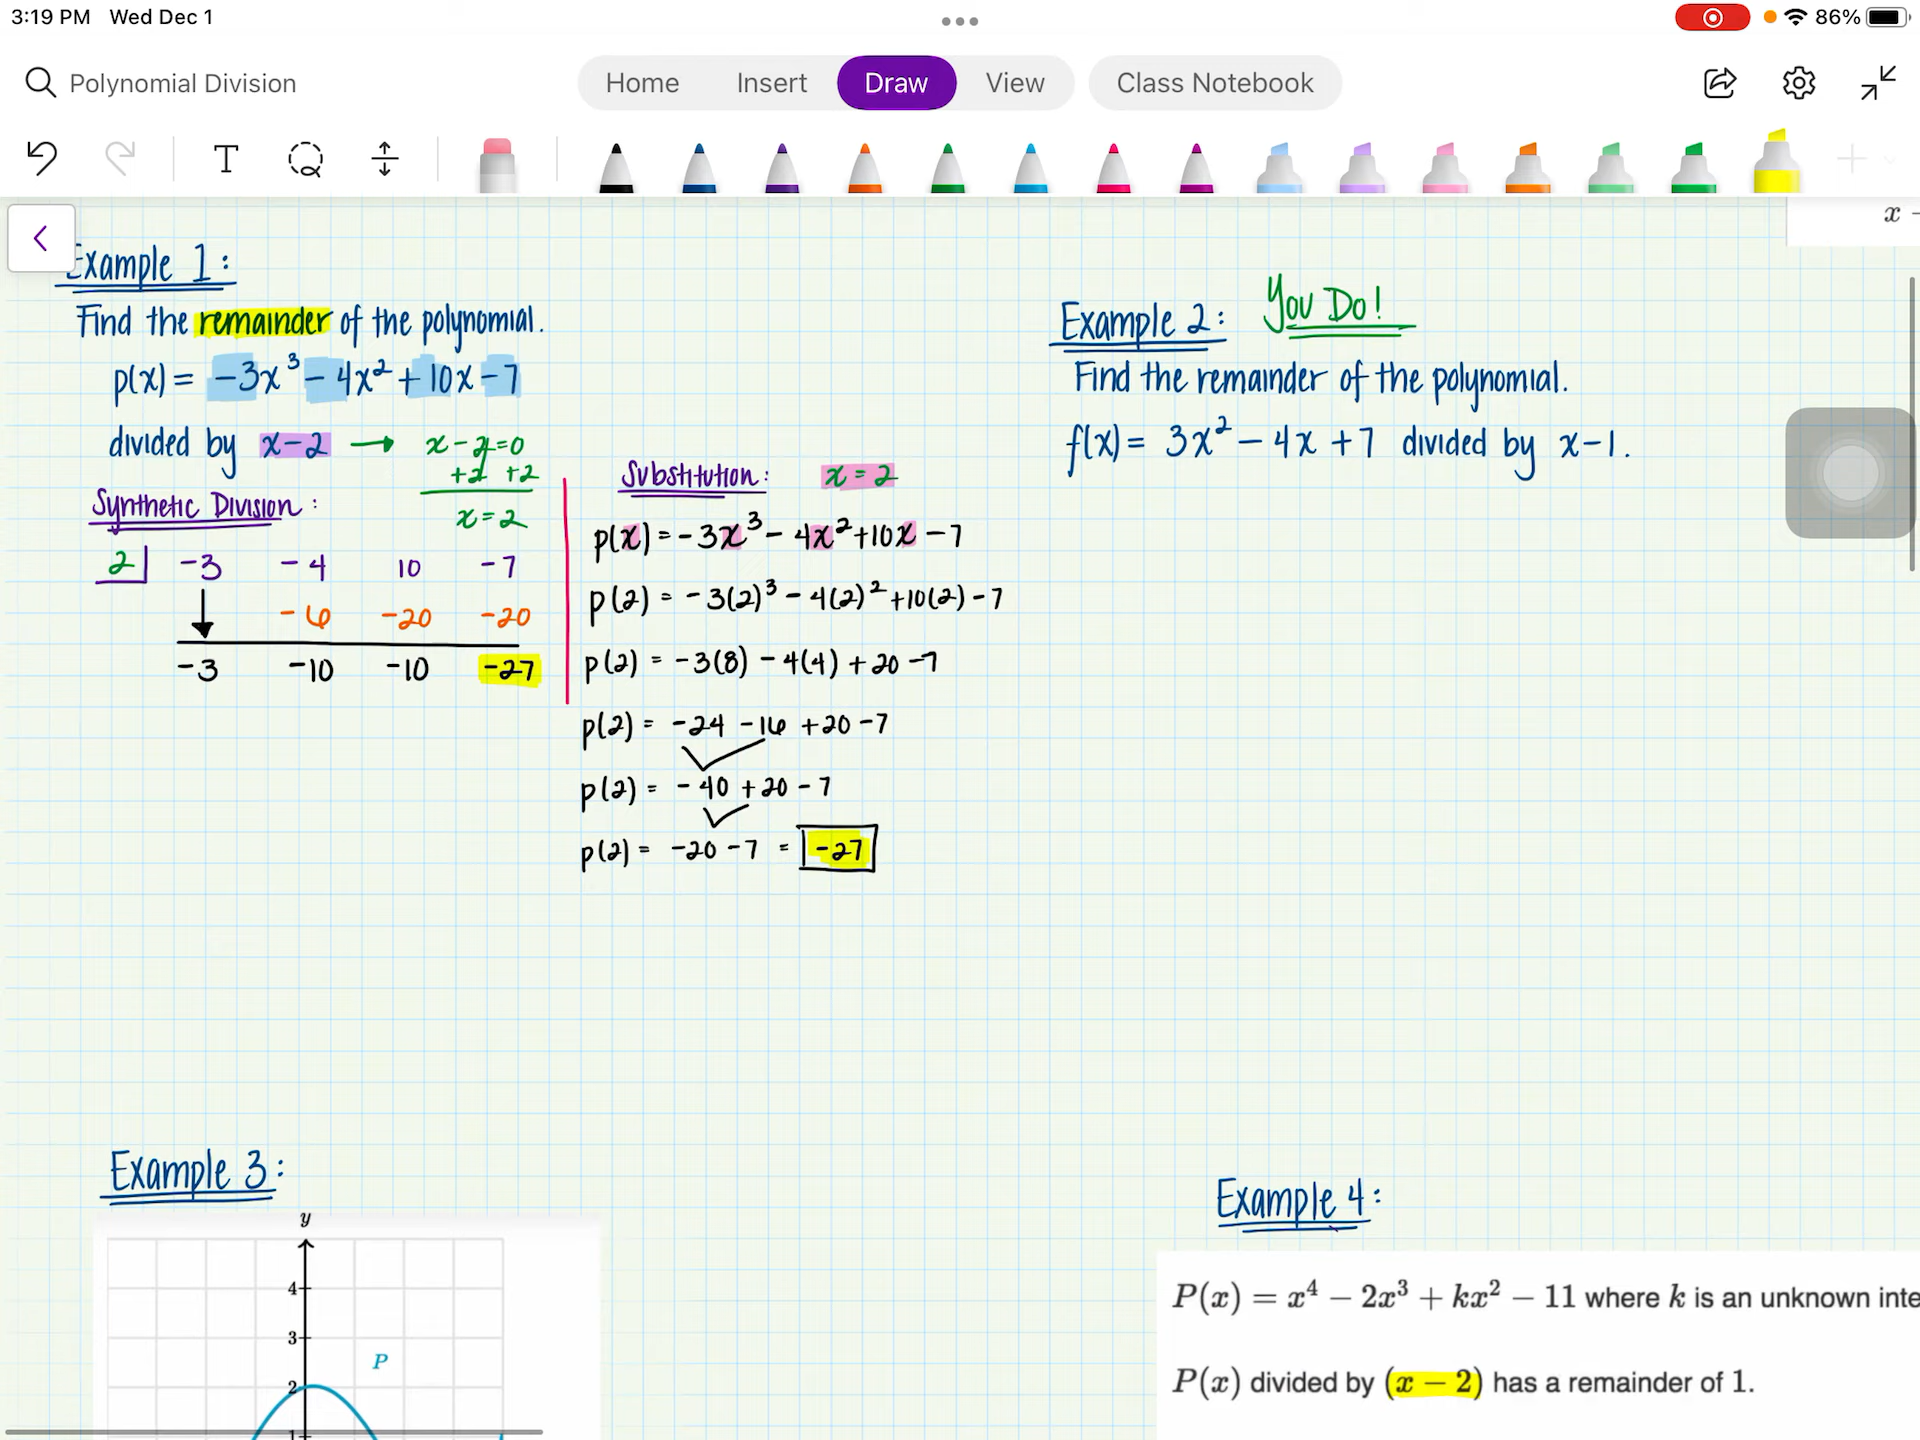 3:19 PM Wed Dec 1
86%
Polynomial Division
Home Insert Draw View Class Notebook
T
x -
Example 1:
Find the remainder of the polynomial.
p(x) = -3x³ - 4x² + 10x - 7
divided by x-2 → x-2=0
+2 +2
x=2
Synthetic Division:
2 -3 -4 10 -7
-6 -20 -20
-3 -10 -10 -27
Substitution: x=2
p(x) = -3x³ - 4x² +10x -7
p(2) = -3(2)³ - 4(2)² +10(2) -7
p(2) = -3(8) - 4(4) + 20 -7
p(2) = -24 -16 +20 -7
p(2) = -40 +20 -7
p(2) = -20 -7 = -27
Example 2: You Do!
Find the remainder of the polynomial.
f(x) = 3x² - 4x +7 divided by x-1.
Example 3:
y
4
3
P
2
1
Example 4:
P(x) = x⁴ − 2x³ + kx² − 11 where k is an unknown inte
P(x) divided by (x − 2) has a remainder of 1.